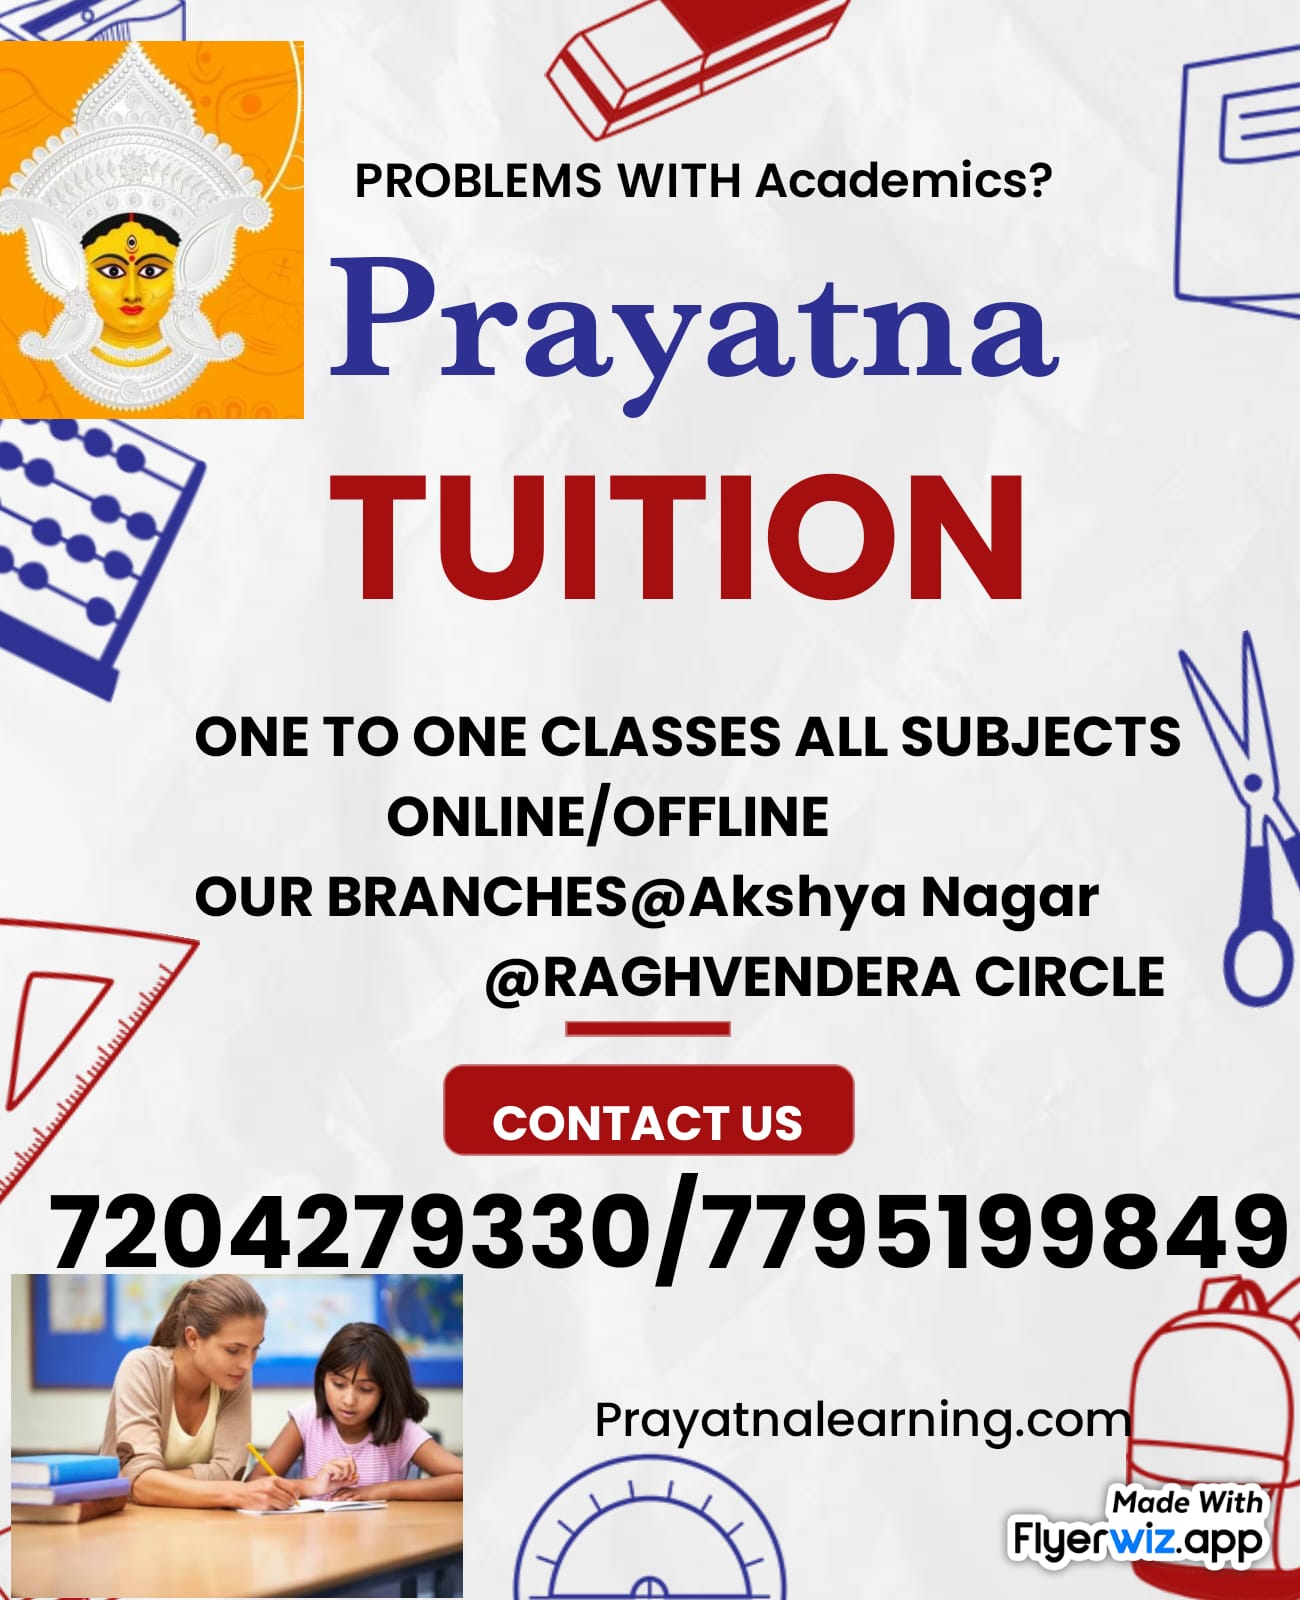 PROBLEMS WITH Academics?
Prayatna
TUITION
ONE TO ONE CLASSES ALL SUBJECTS
ONLINE/OFFLINE
OUR BRANCHES@Akshya Nagar
@RAGHVENDERA CIRCLE
CONTACT US
7204279330/7795199849
Prayatnalearning.com
Made With
Flyerwiz.app